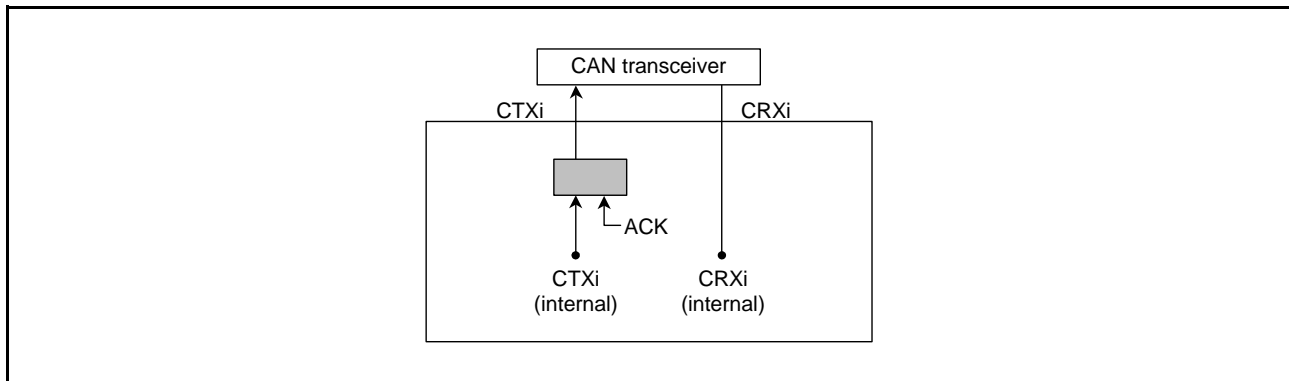 CAN transceiver
CTXi
CRXi
ACK
CTXi
(internal)
CRXi
(internal)